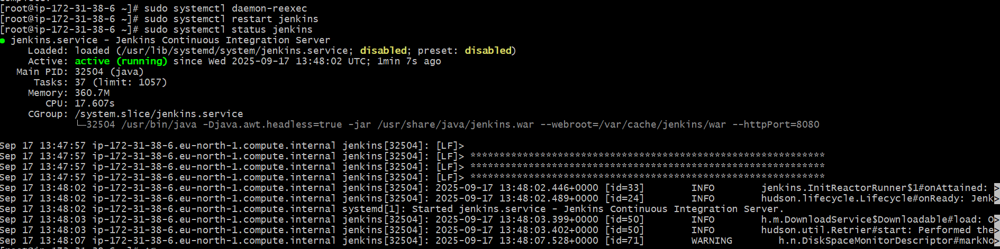 [root@ip-172-31-38-6 ~]# sudo systemctl daemon-reexec
[root@ip-172-31-38-6 ~]# sudo systemctl restart jenkins
[root@ip-172-31-38-6 ~]# sudo systemctl status jenkins
● jenkins.service - Jenkins Continuous Integration Server
     Loaded: loaded (/usr/lib/systemd/system/jenkins.service; disabled; preset: disabled)
     Active: active (running) since Wed 2025-09-17 13:48:02 UTC; 1min 7s ago
   Main PID: 32504 (java)
      Tasks: 37 (limit: 1057)
     Memory: 360.7M
        CPU: 17.607s
     CGroup: /system.slice/jenkins.service
             └─32504 /usr/bin/java -Djava.awt.headless=true -jar /usr/share/java/jenkins.war --webroot=/var/cache/jenkins/war --httpPort=8080
Sep 17 13:47:57 ip-172-31-38-6.eu-north-1.compute.internal jenkins[32504]: [LF]>
Sep 17 13:47:57 ip-172-31-38-6.eu-north-1.compute.internal jenkins[32504]: [LF]> *************************************************************
Sep 17 13:47:57 ip-172-31-38-6.eu-north-1.compute.internal jenkins[32504]: [LF]> *************************************************************
Sep 17 13:47:57 ip-172-31-38-6.eu-north-1.compute.internal jenkins[32504]: [LF]> *************************************************************
Sep 17 13:48:02 ip-172-31-38-6.eu-north-1.compute.internal jenkins[32504]: 2025-09-17 13:48:02.446+0000 [id=33]        INFO        jenkins.InitReactorRunner$1#onAttained: >
Sep 17 13:48:02 ip-172-31-38-6.eu-north-1.compute.internal jenkins[32504]: 2025-09-17 13:48:02.489+0000 [id=24]        INFO        hudson.lifecycle.Lifecycle#onReady: Jenk>
Sep 17 13:48:02 ip-172-31-38-6.eu-north-1.compute.internal systemd[1]: Started jenkins.service - Jenkins Continuous Integration Server.
Sep 17 13:48:03 ip-172-31-38-6.eu-north-1.compute.internal jenkins[32504]: 2025-09-17 13:48:03.399+0000 [id=50]        INFO        h.m.DownloadService$Downloadable#load: O>
Sep 17 13:48:03 ip-172-31-38-6.eu-north-1.compute.internal jenkins[32504]: 2025-09-17 13:48:03.402+0000 [id=50]        INFO        hudson.util.Retrier#start: Performed the>
Sep 17 13:48:07 ip-172-31-38-6.eu-north-1.compute.internal jenkins[32504]: 2025-09-17 13:48:07.528+0000 [id=71]        WARNING        h.n.DiskSpaceMonitorDescriptor#markNo>